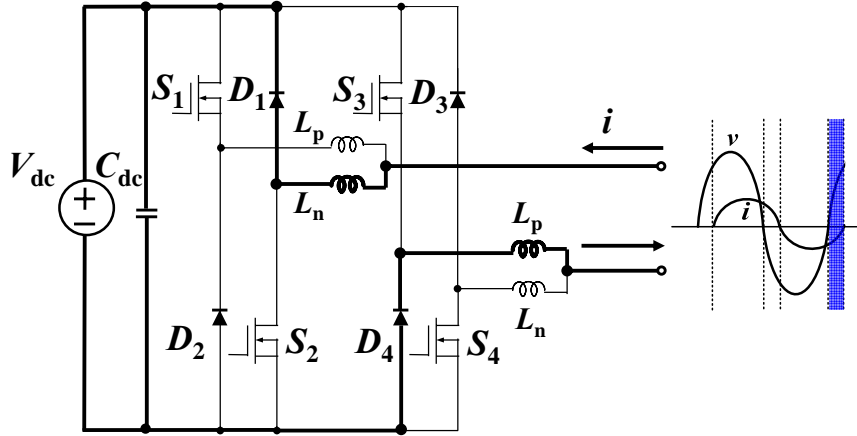 S1 D1 S3 D3
Lp
i
Vdc Cdc
+
−
Ln
Lp
v
i
Ln
D2 S2 D4 S4